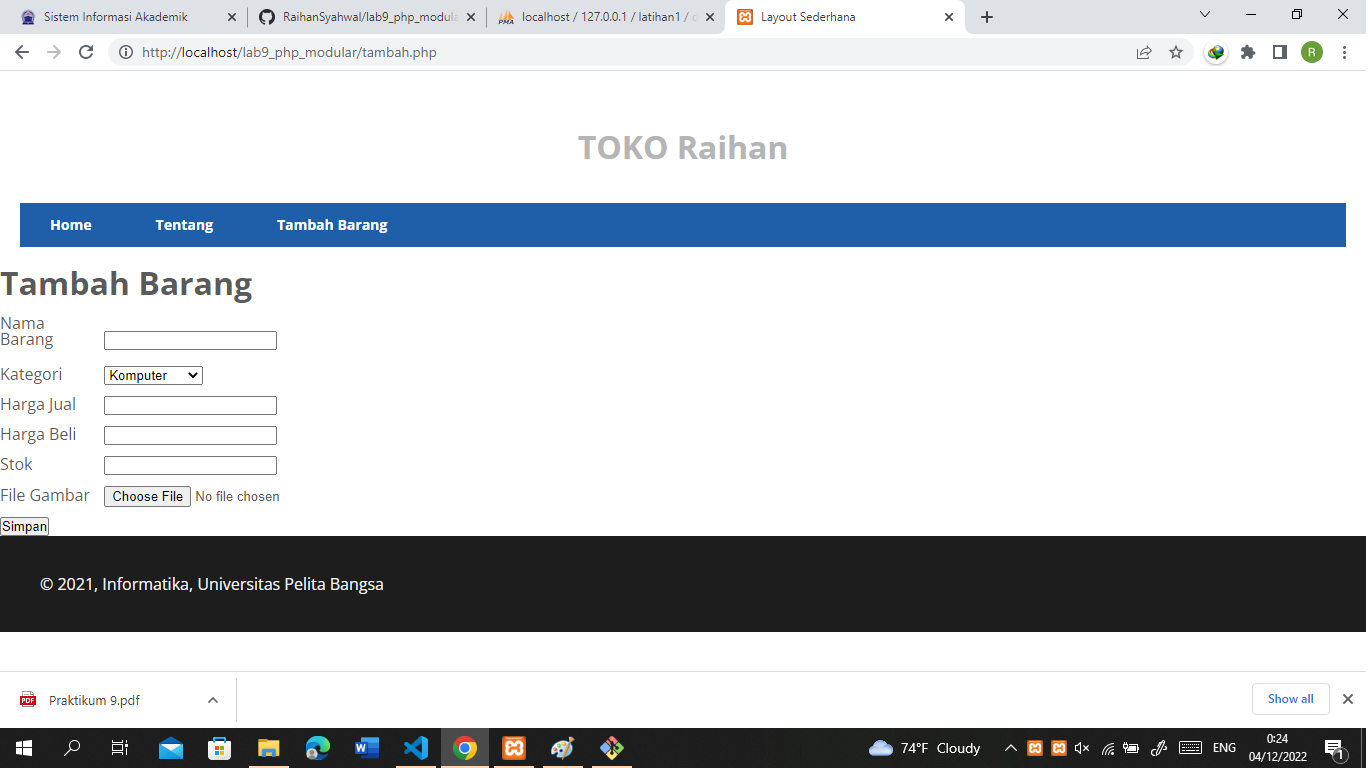 Sistem Informasi Akademik
RaihanSyahwal/lab9_php_modula
localhost / 127.0.0.1 / latihan1 /
Layout Sederhana
http://localhost/lab9_php_modular/tambah.php
R
TOKO Raihan
Home Tentang Tambah Barang
Tambah Barang
Nama
Barang
Kategori Komputer
Harga Jual
Harga Beli
Stok
File Gambar Choose File No file chosen
Simpan
© 2021, Informatika, Universitas Pelita Bangsa
PDF Praktikum 9.pdf
Show all
74°F Cloudy
ENG
0:24
04/12/2022
1